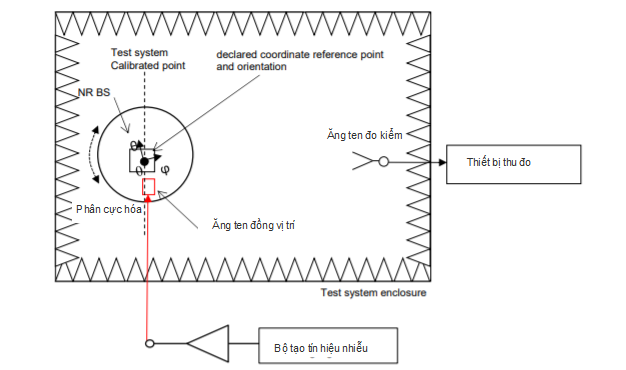 Test system
Calibrated point
declared coordinate reference point
and orientation
NR BS
θ
φ
Phân cực hóa
Ăng ten đồng vị trí
Ăng ten đo kiểm
Thiết bị thu đo
Test system enclosure
Bộ tạo tín hiệu nhiễu